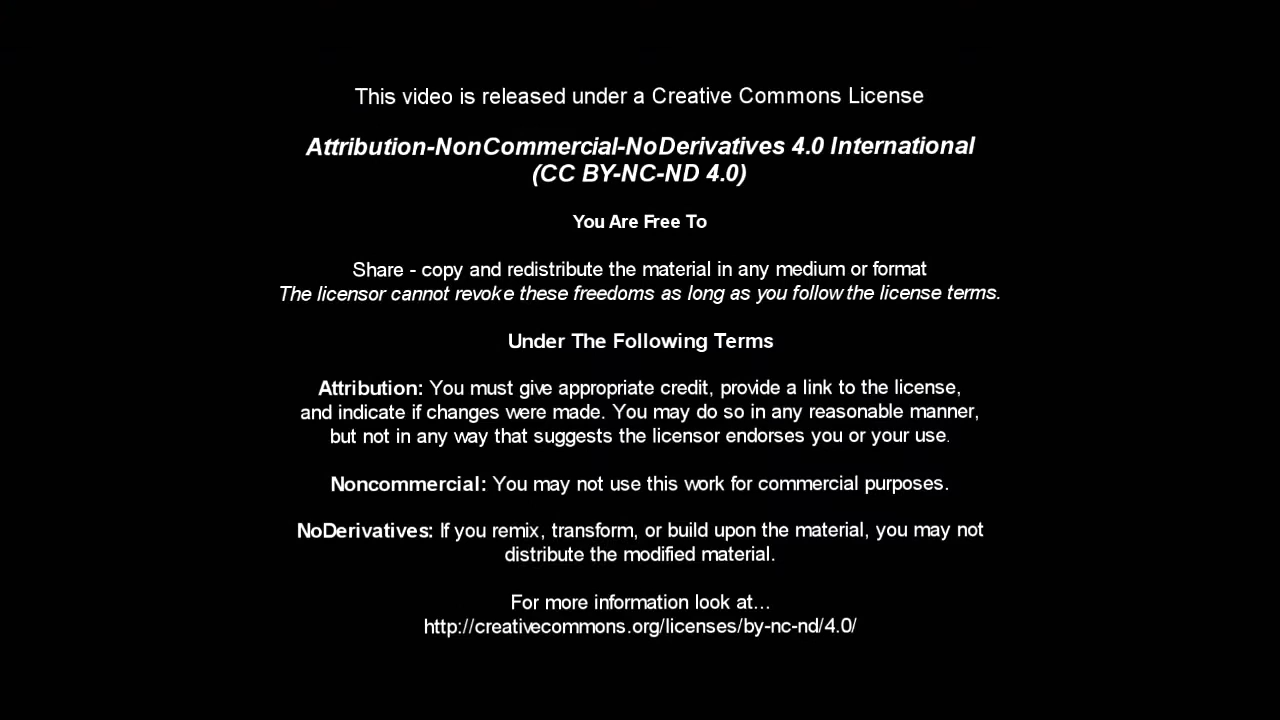 This video is released under a Creative Commons License
Attribution-NonCommercial-NoDerivatives 4.0 International
(CC BY-NC-ND 4.0)
You Are Free To
Share - copy and redistribute the material in any medium or format
The licensor cannot revoke these freedoms as long as you follow the license terms.
Under The Following Terms
Attribution: You must give appropriate credit, provide a link to the license,
and indicate if changes were made. You may do so in any reasonable manner,
but not in any way that suggests the licensor endorses you or your use.
Noncommercial: You may not use this work for commercial purposes.
NoDerivatives: If you remix, transform, or build upon the material, you may not
distribute the modified material.
For more information look at...
http://creativecommons.org/licenses/by-nc-nd/4.0/